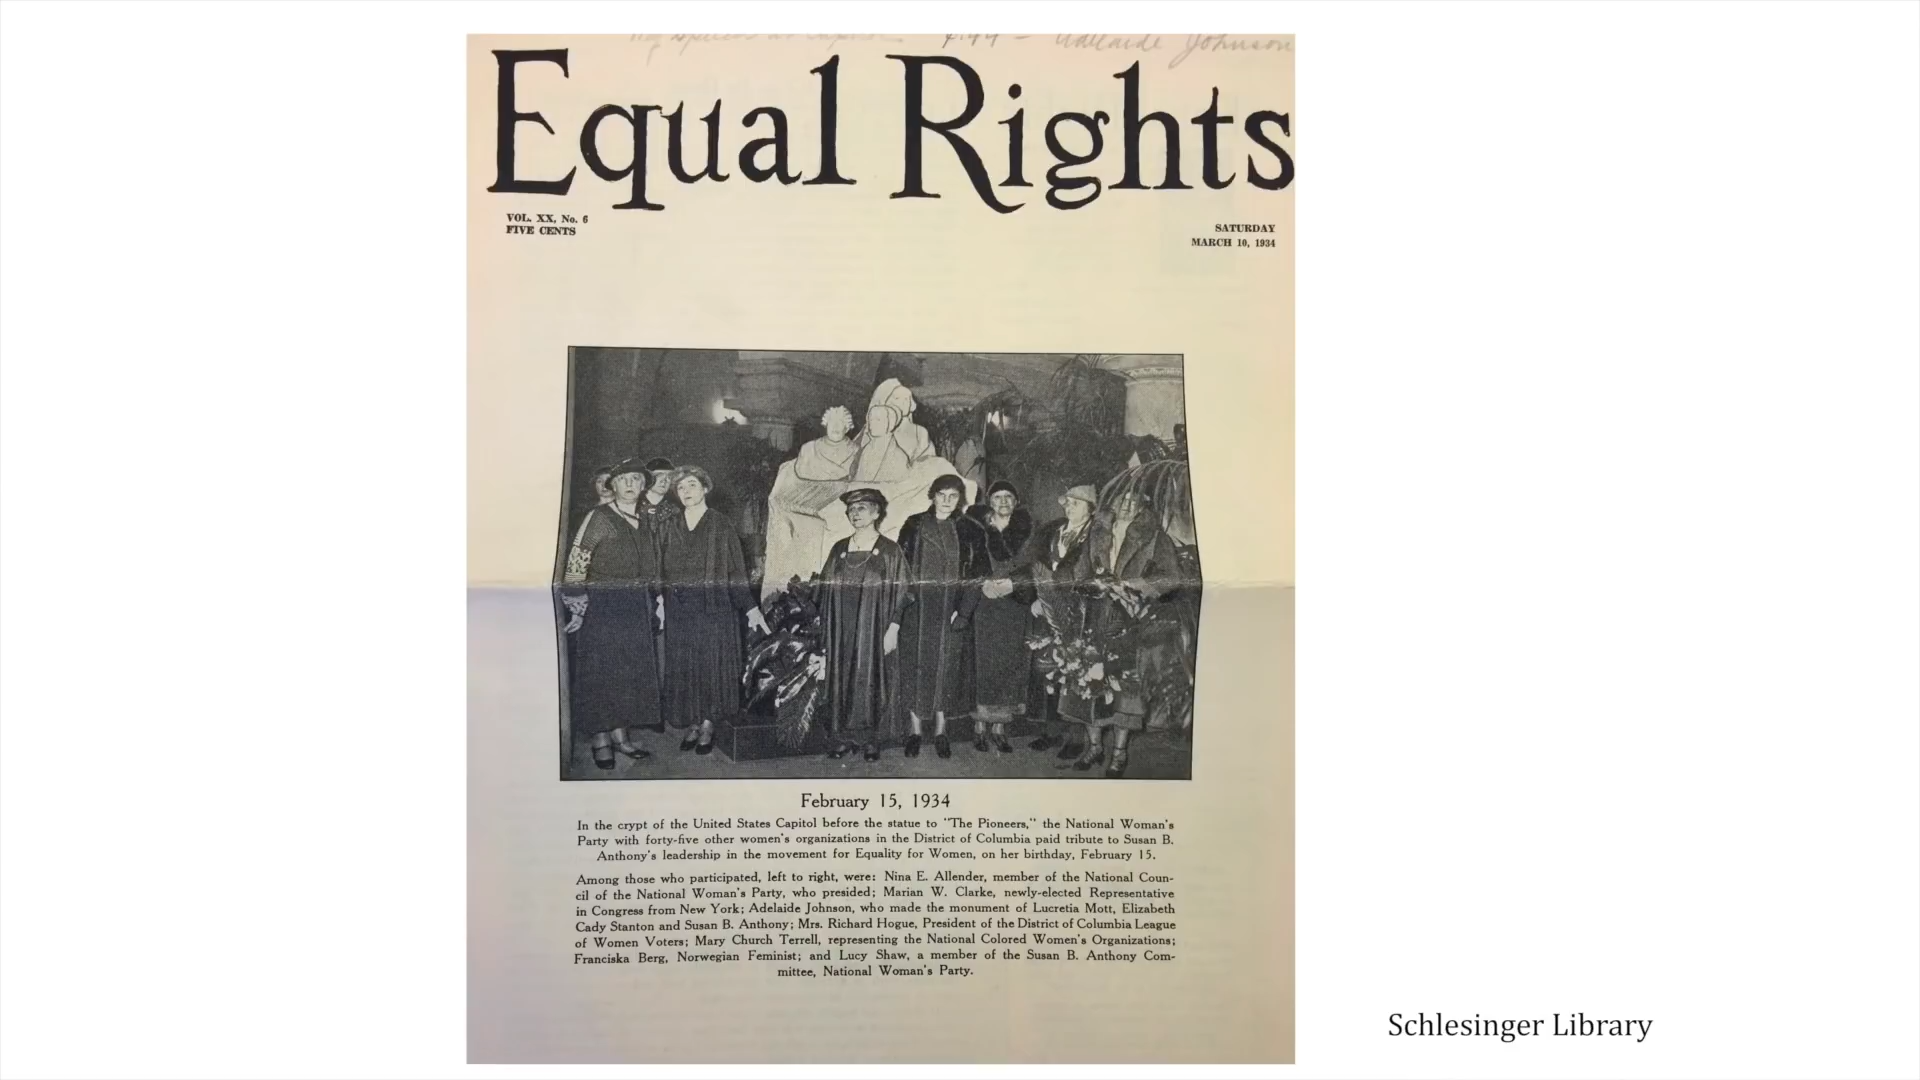 Adelaide Johnson
Equal Rights
VOL. XX, No. 6
FIVE CENTS
SATURDAY
MARCH 10, 1934
February 15, 1934
In the crypt of the United States Capitol before the statue to "The Pioneers," the National Woman's
Party with forty-five other women's organizations in the District of Columbia paid tribute to Susan B.
Anthony's leadership in the movement for Equality for Women, on her birthday, February 15.
Among those who participated, left to right, were: Nina E. Allender, member of the National Coun-
cil of the National Woman's Party, who presided; Marian W. Clarke, newly-elected Representative
in Congress from New York; Adelaide Johnson, who made the monument of Lucretia Mott, Elizabeth
Cady Stanton and Susan B. Anthony; Mrs. Richard Hogue, President of the District of Columbia League
of Women Voters; Mary Church Terrell, representing the National Colored Women's Organizations;
Franciska Berg, Norwegian Feminist; and Lucy Shaw, a member of the Susan B. Anthony Com-
mittee, National Woman's Party.
Schlesinger Library